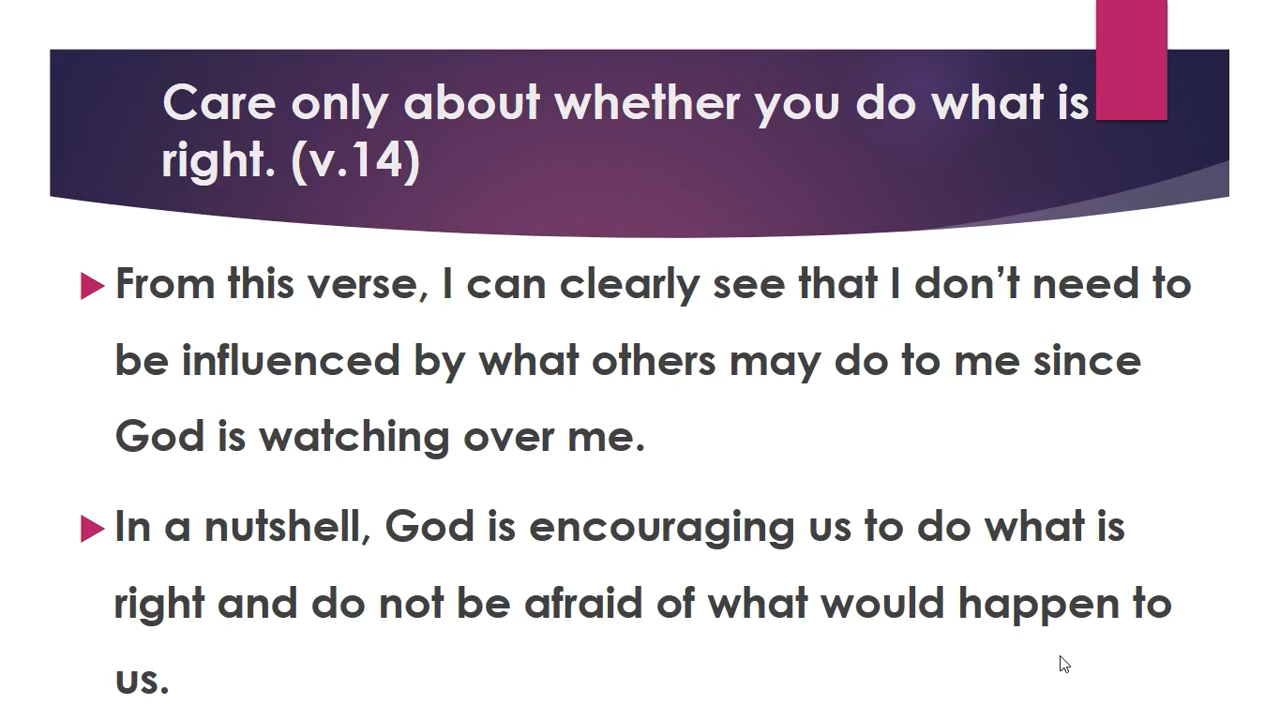 Care only about whether you do what is
right. (v.14)
From this verse, I can clearly see that I don’t need to
be influenced by what others may do to me since
God is watching over me.
In a nutshell, God is encouraging us to do what is
right and do not be afraid of what would happen to
us.